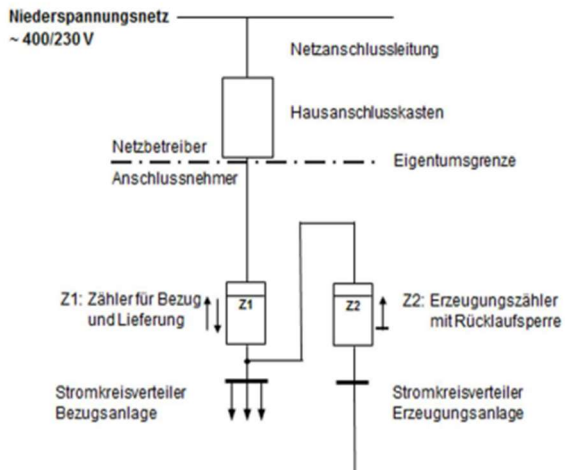 Niederspannungsnetz
~ 400/230 V
Netzanschlussleitung
Hausanschlusskasten
Netzbetreiber
Eigentumsgrenze
Anschlussnehmer
Z1: Zähler für Bezug
und Lieferung
Z1
Z2
Z2: Erzeugungszähler
mit Rücklaufsperre
Stromkreisverteiler
Bezugsanlage
Stromkreisverteiler
Erzeugungsanlage